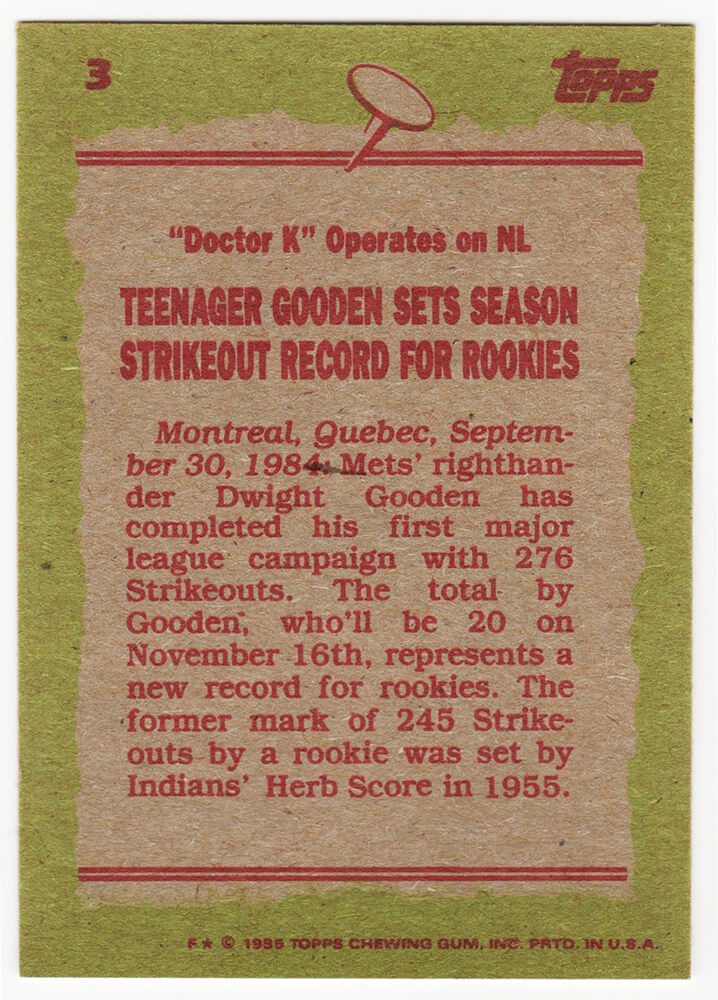 3
Topps
"Doctor K" Operates on NL
TEENAGER GOODEN SETS SEASON
STRIKEOUT RECORD FOR ROOKIES
Montreal, Quebec, Septem-
ber 30, 1984: Mets' righthan-
der Dwight Gooden has
completed his first major
league campaign with 276
Strikeouts. The total by
Gooden, who'll be 20 on
November 16th, represents a
new record for rookies. The
former mark of 245 Strike-
outs by a rookie was set by
Indians' Herb Score in 1955.
F★ © 1985 TOPPS CHEWING GUM, INC. PRTD. IN U.S.A.